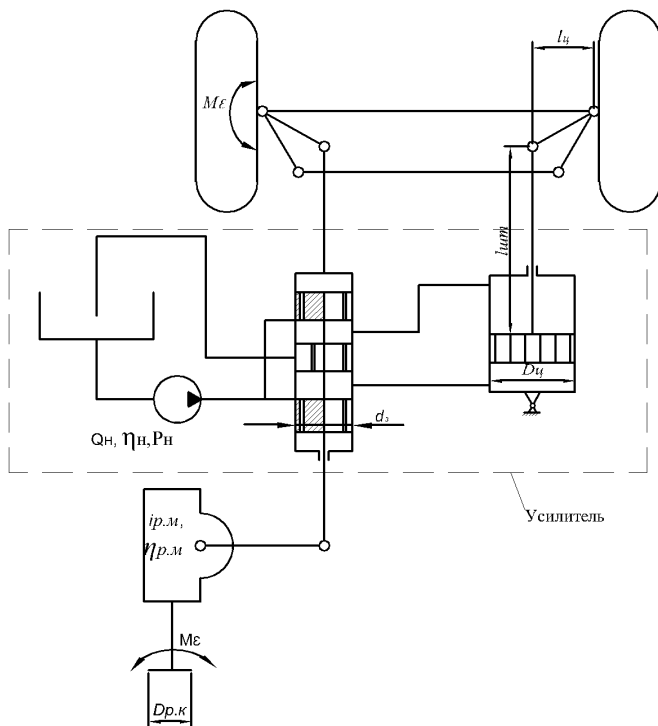 lц
Mε
lшт
Dц
dз
Qн, ηн,Pн
Усилитель
iр.м,
ηр.м
Mε
Dр.к